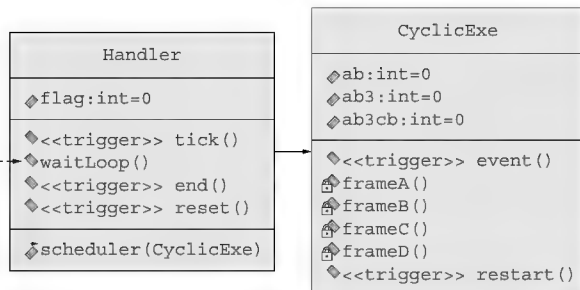 Handler
flag:int=0
<<trigger>> tick()
waitLoop()
<<trigger>> end()
<<trigger>> reset()
scheduler(CyclicExe)
CyclicExe
ab:int=0
ab3:int=0
ab3cb:int=0
<<trigger>> event()
frameA()
frameB()
frameC()
frameD()
<<trigger>> restart()